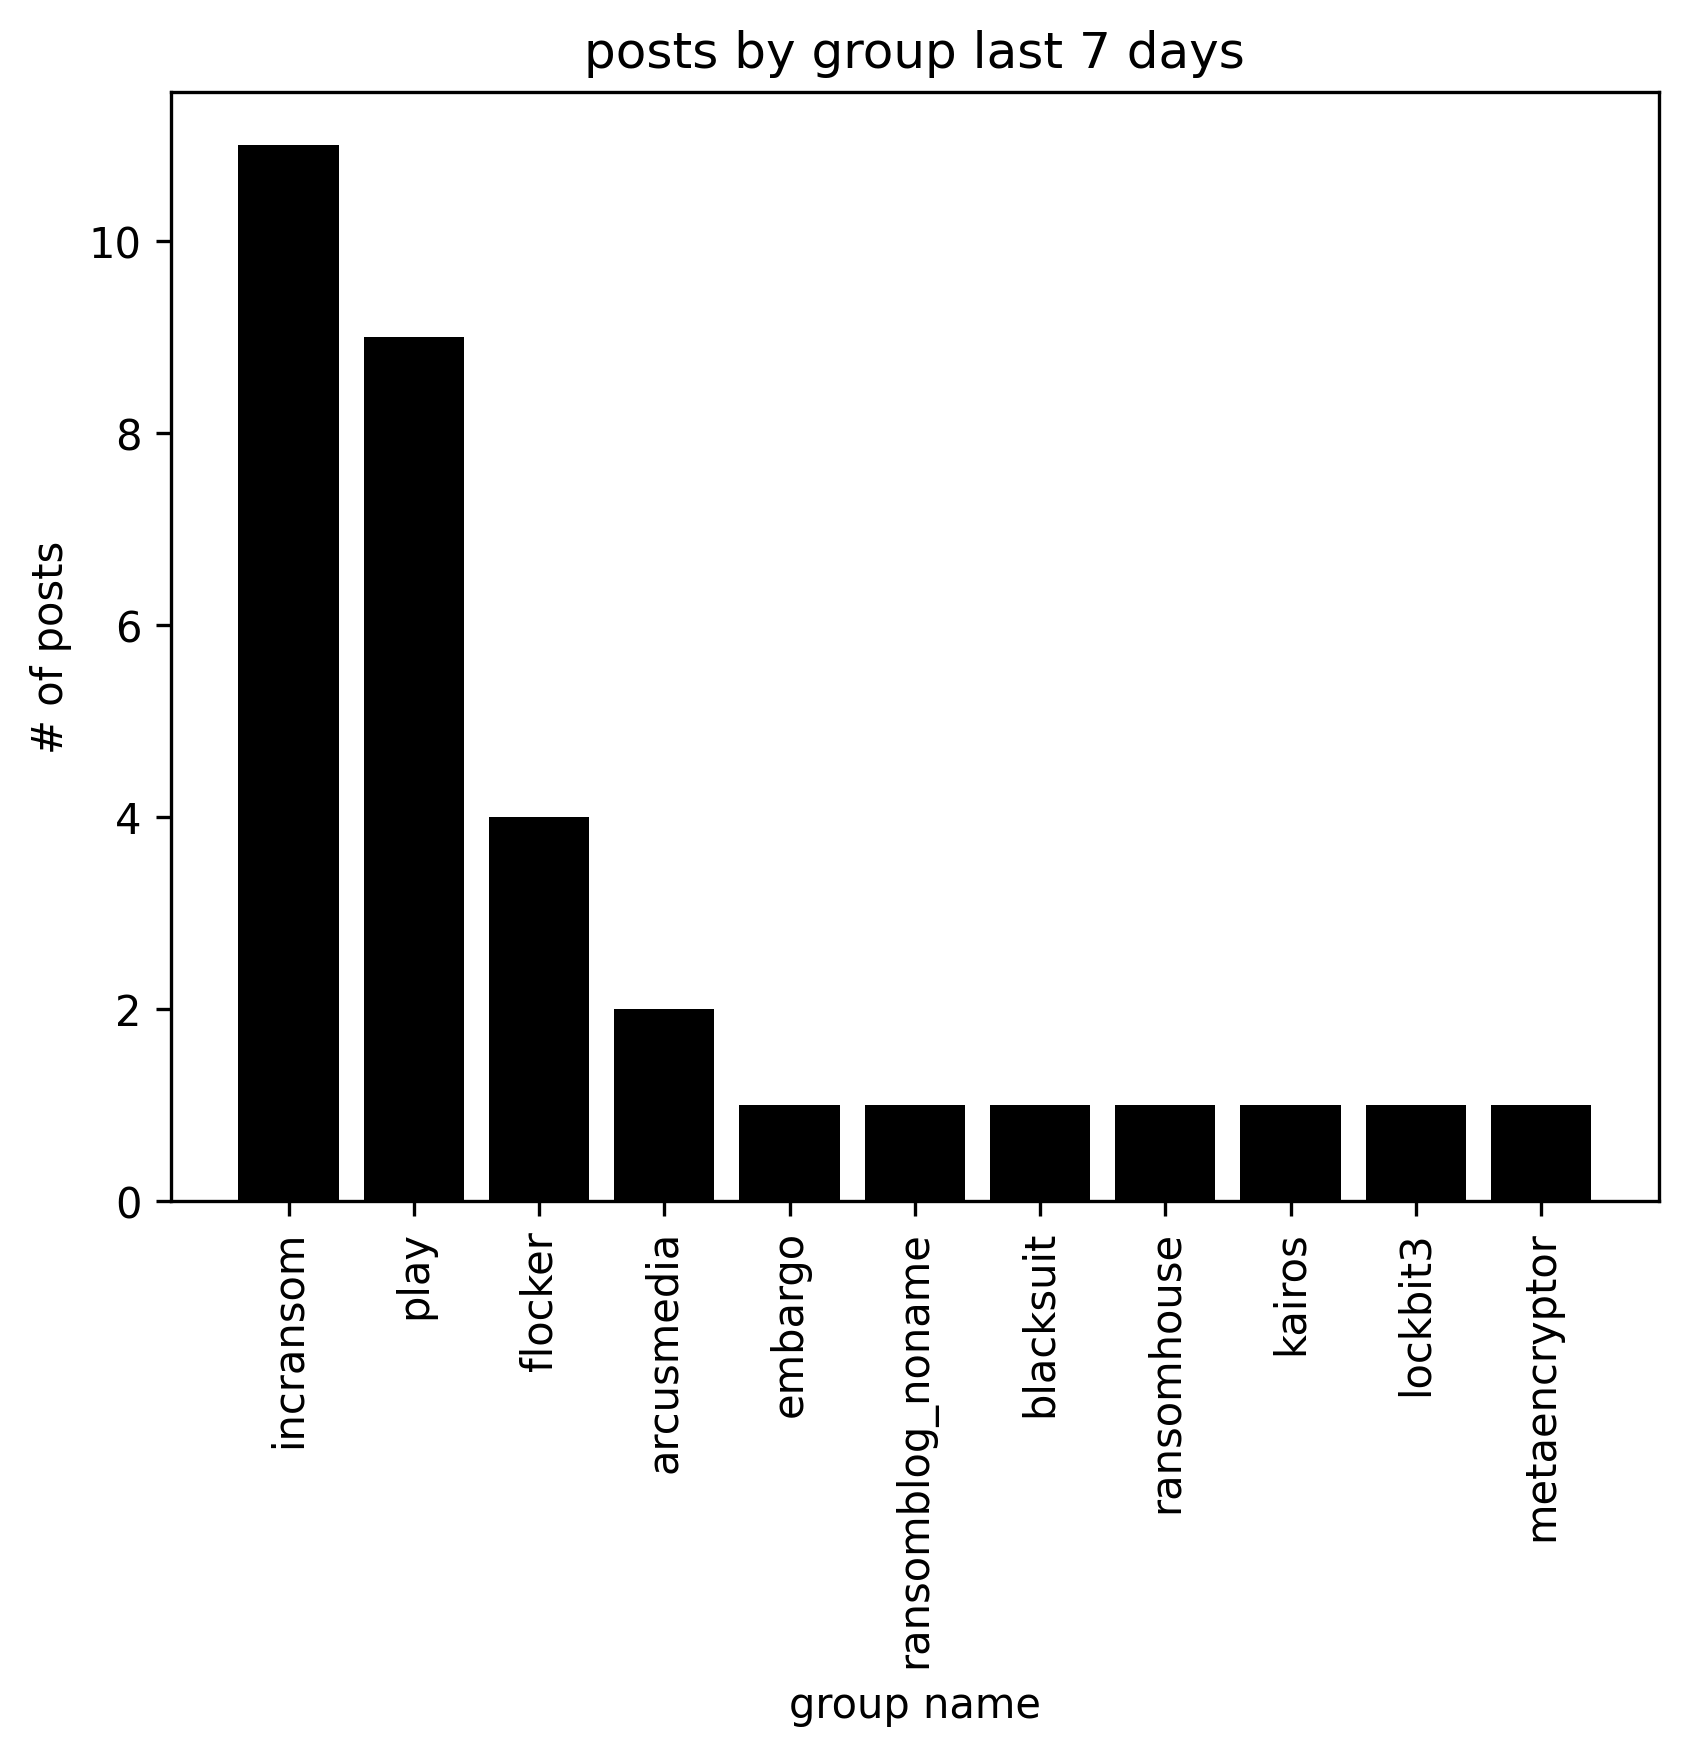 posts by group last 7 days
# of posts
10
8
6
4
2
0
incransom
play
flocker
arcusmedia
embargo
ransomblog_noname
blacksuit
ransomhouse
kairos
lockbit3
metaencryptor
group name